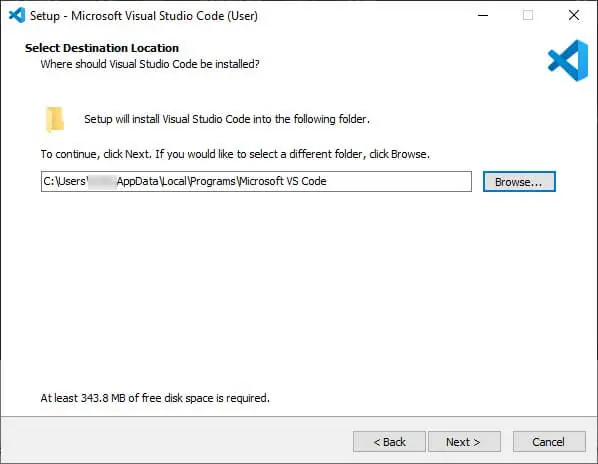 Setup - Microsoft Visual Studio Code (User)
Select Destination Location
Where should Visual Studio Code be installed?
Setup will install Visual Studio Code into the following folder.
To continue, click Next. If you would like to select a different folder, click Browse.
C:\Users\ AppData\Local\Programs\Microsoft VS Code
Browse...
At least 343.8 MB of free disk space is required.
< Back
Next >
Cancel